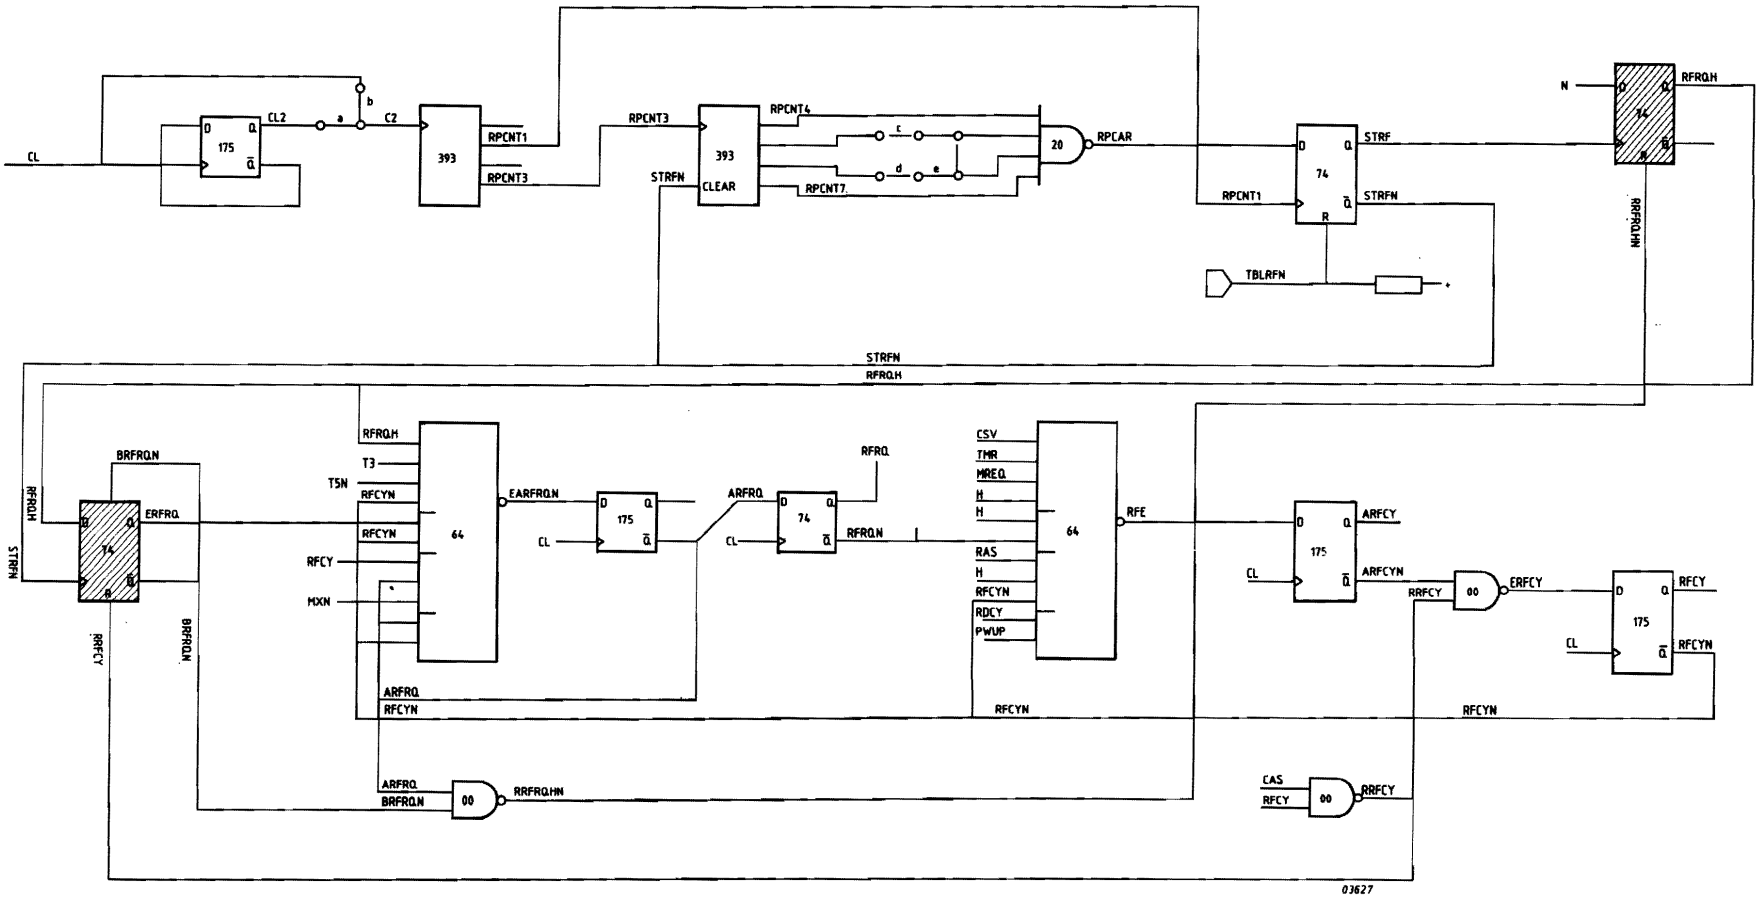 N
RFRQ.H
D Q
74
Q̅
R
CL
D Q
175
Q̅
CL2
a
b
C2
393
RPCNT1
RPCNT3
RPCNT3
STRFN
393
CLEAR
RPCNT4
c
d
e
RPCNT7
20
RPCAR
RPCNT1
D Q
74
Q̅
R
STRF
STRFN
TBLRFN
+
RRFRQ.HN
STRFN
RFRQ.H
RFRQ.H
STRFN
BRFRQ.N
D Q
74
Q̅
R
ERFRQ
RRFCY
BRFRQ.N
RFRQ.H
T3
T5N
RFCYN
RFCYN
RFCY
MXN
64
EARFRQ.N
CL
D Q
175
Q̅
ARFRQ
CL
D Q
74
Q̅
RFRQ
RFRQ.N
CSV
TMR
MREQ
H
H
RAS
H
RFCYN
RDCY
PWUP
64
RFE
CL
D Q
175
Q̅
ARFCY
ARFCYN
RRFCY
00
ERFCY
CL
D Q
175
Q̅
RFCY
RFCYN
ARFRQ
RFCYN
RFCYN
RFCYN
ARFRQ
BRFRQ.N
00
RRFRQ.HN
CAS
RFCY
00
RRFCY
03627